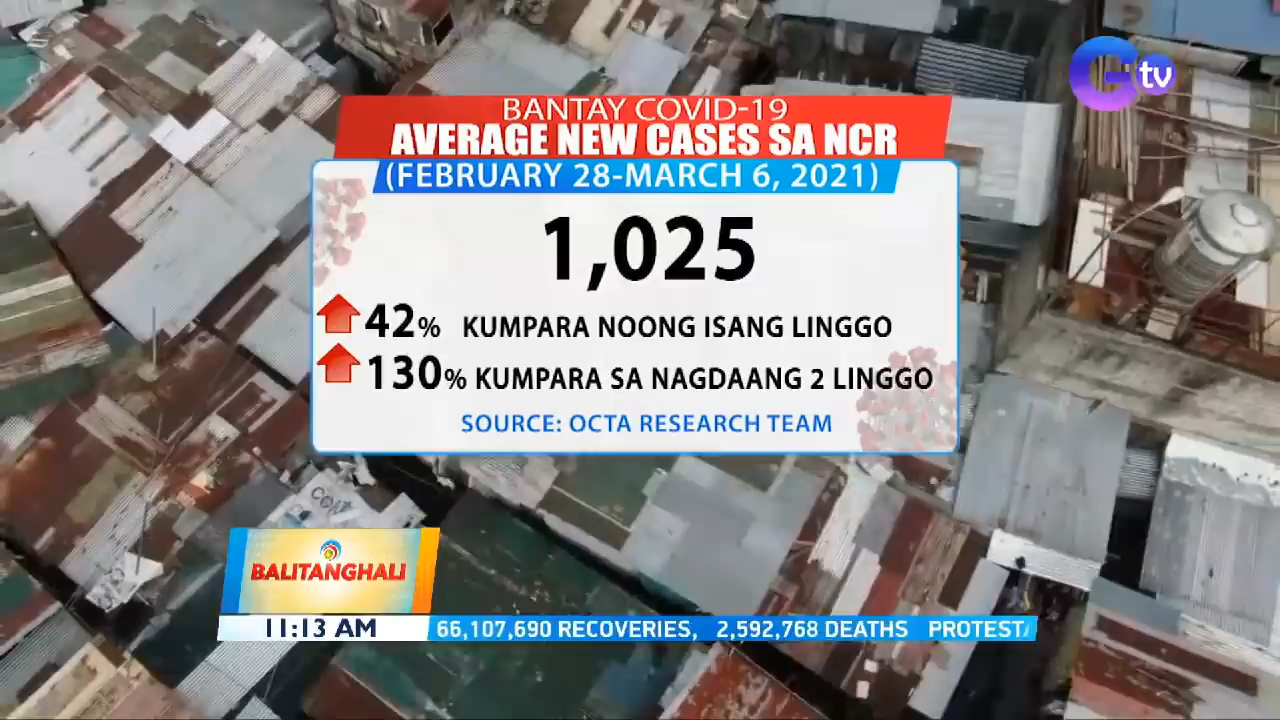 Gtv
BANTAY COVID-19
AVERAGE NEW CASES SA NCR
(FEBRUARY 28-MARCH 6, 2021)
1,025
42% KUMPARA NOONG ISANG LINGGO
130% KUMPARA SA NAGDAANG 2 LINGGO
SOURCE: OCTA RESEARCH TEAM
BALITANGHALI
11:13 AM
66,107,690 RECOVERIES, 2,592,768 DEATHS PROTEST